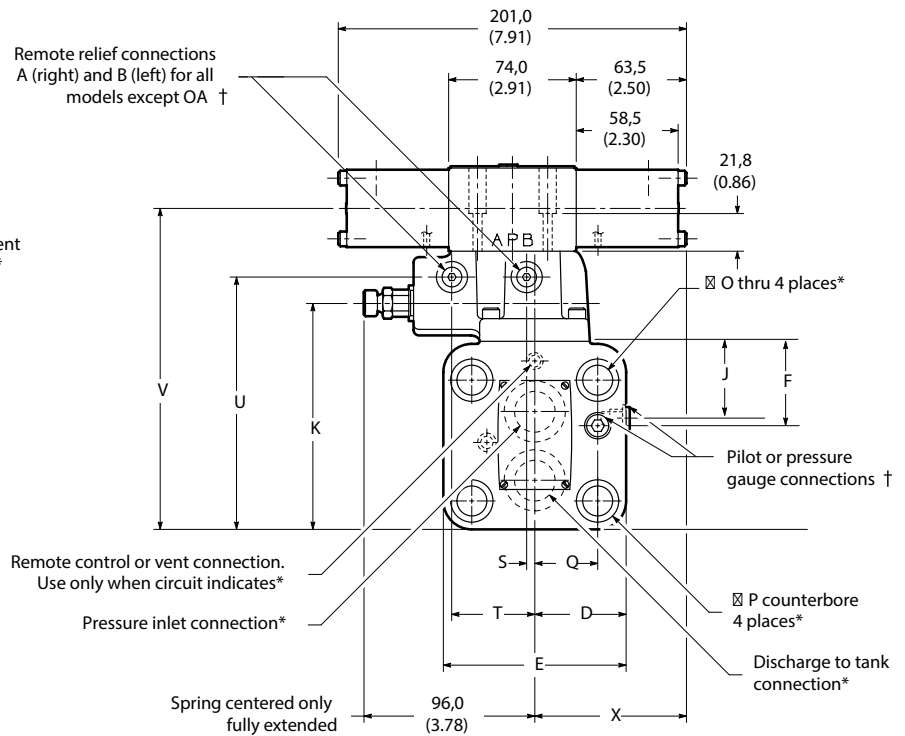 201,0
(7.91)
Remote relief connections
A (right) and B (left) for all
models except OA †
74,0
(2.91)
63,5
(2.50)
58,5
(2.30)
21,8
(0.86)
ent
*
A P B
O thru 4 places*
V
U
K
J
F
Pilot or pressure
gauge connections †
Remote control or vent connection.
Use only when circuit indicates*
S
Q
Pressure inlet connection*
T
D
P counterbore
4 places*
E
Discharge to tank
connection*
Spring centered only
fully extended
96,0
(3.78)
X